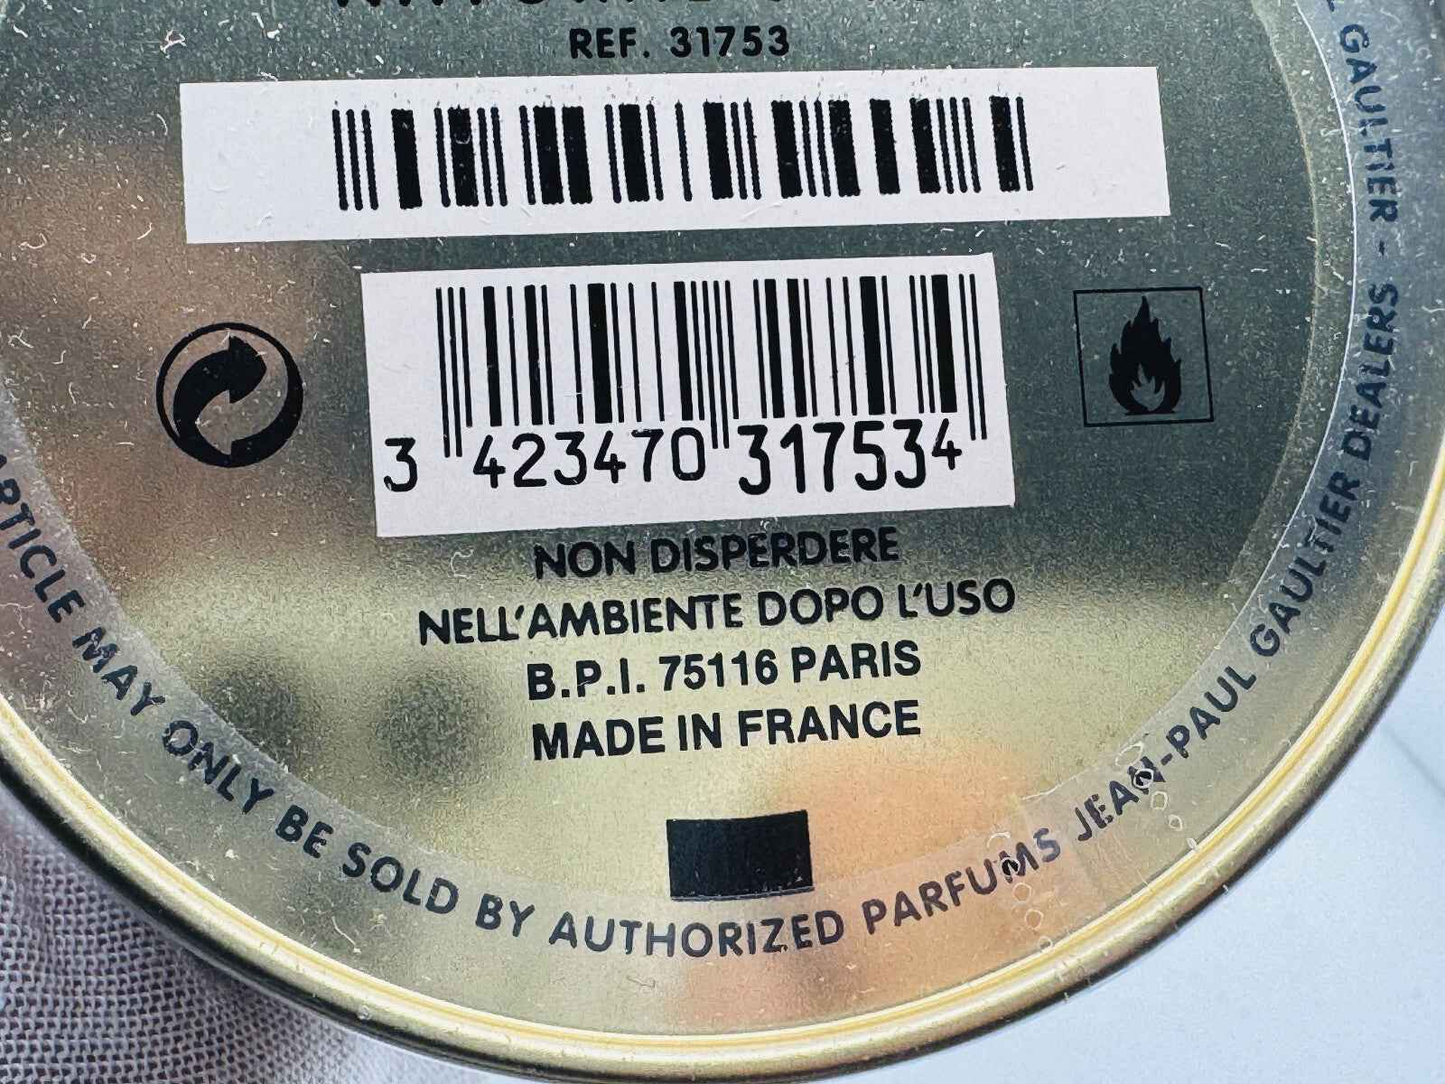 REF. 31753
3 423470 317534
NON DISPERDERE
NELL'AMBIENTE DOPO L'USO
B.P.I. 75116 PARIS
MADE IN FRANCE
ARTICLE MAY ONLY BE SOLD BY AUTHORIZED PARFUMS JEAN-PAUL GAULTIER DEALERS - GAULTIER